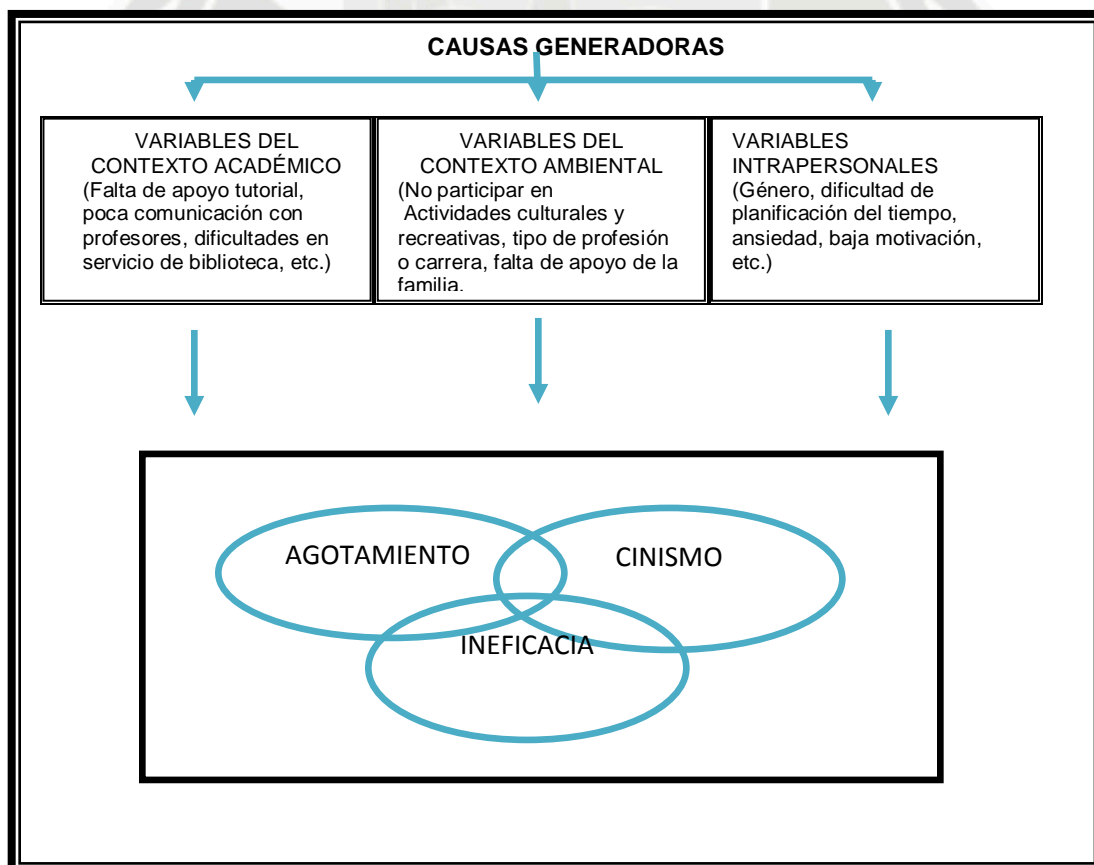 CAUSAS GENERADORAS
VARIABLES DEL
CONTEXTO ACADÉMICO
(Falta de apoyo tutorial,
poca comunicación con
profesores, dificultades en
servicio de biblioteca, etc.)
VARIABLES DEL
CONTEXTO AMBIENTAL
(No participar en
Actividades culturales y
recreativas, tipo de profesión
o carrera, falta de apoyo de la
familia.
VARIABLES
INTRAPERSONALES
(Género, dificultad de
planificación del tiempo,
ansiedad, baja motivación,
etc.)
AGOTAMIENTO
CINISMO
INEFICACIA